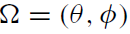 Ω = (θ, ϕ)